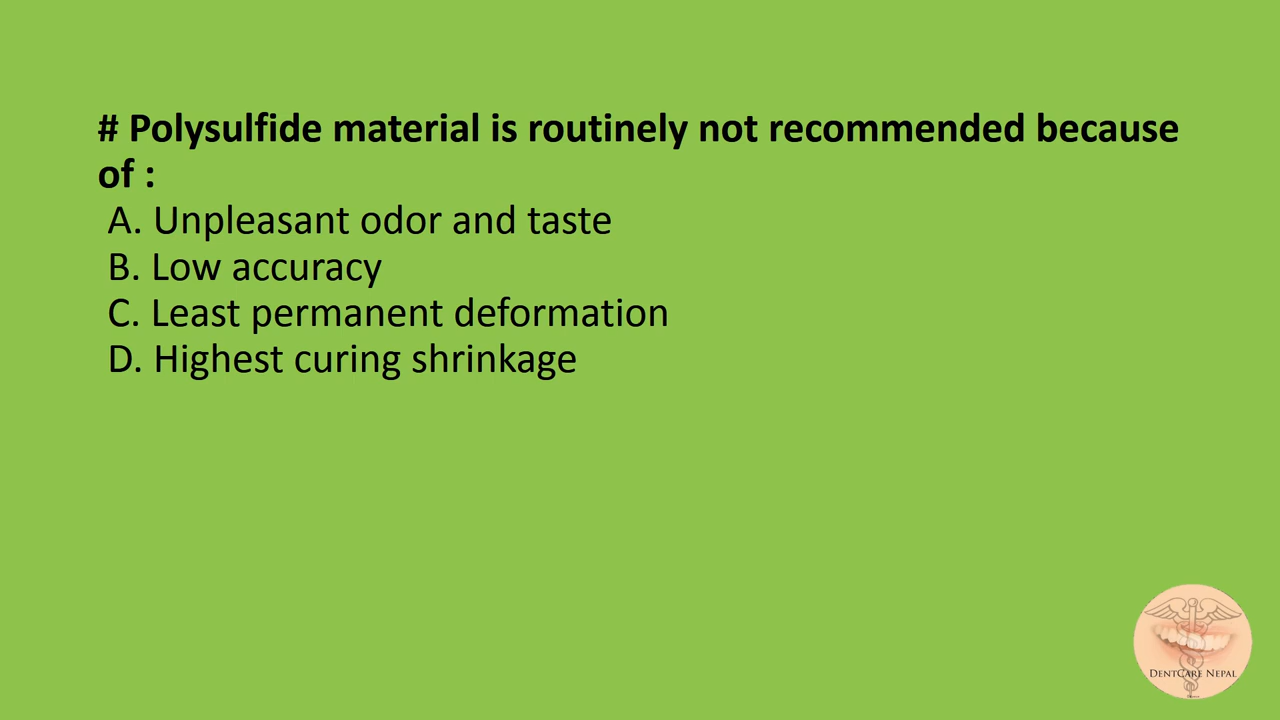 # Polysulfide material is routinely not recommended because
of :
A. Unpleasant odor and taste
B. Low accuracy
C. Least permanent deformation
D. Highest curing shrinkage
DENTCARE NEPAL